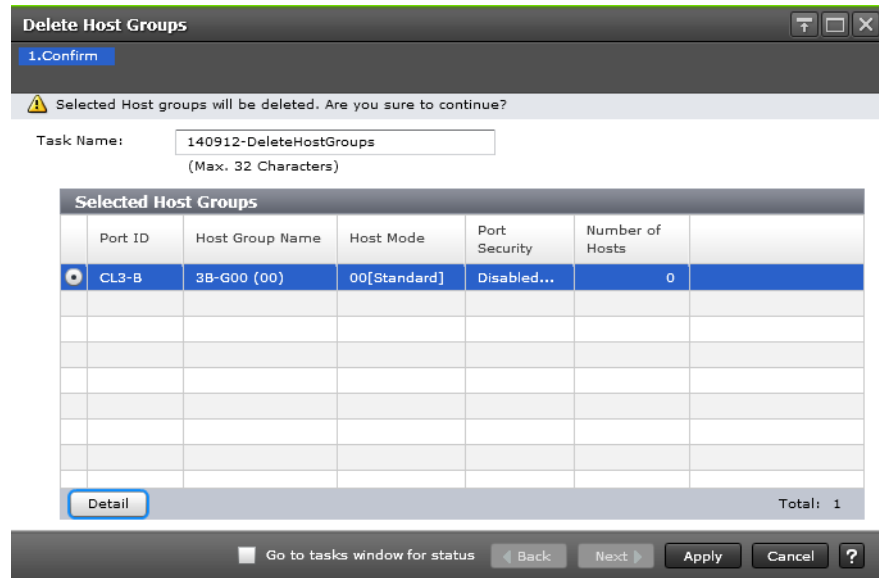 Delete Host Groups
1.Confirm
Selected Host groups will be deleted. Are you sure to continue?
Task Name: 140912-DeleteHostGroups
(Max. 32 Characters)
Selected Host Groups
Port ID Host Group Name Host Mode Port Security Number of Hosts
CL3-B 3B-G00 (00) 00[Standard] Disabled... 0
Detail Total: 1
Go to tasks window for status Back Next Apply Cancel ?